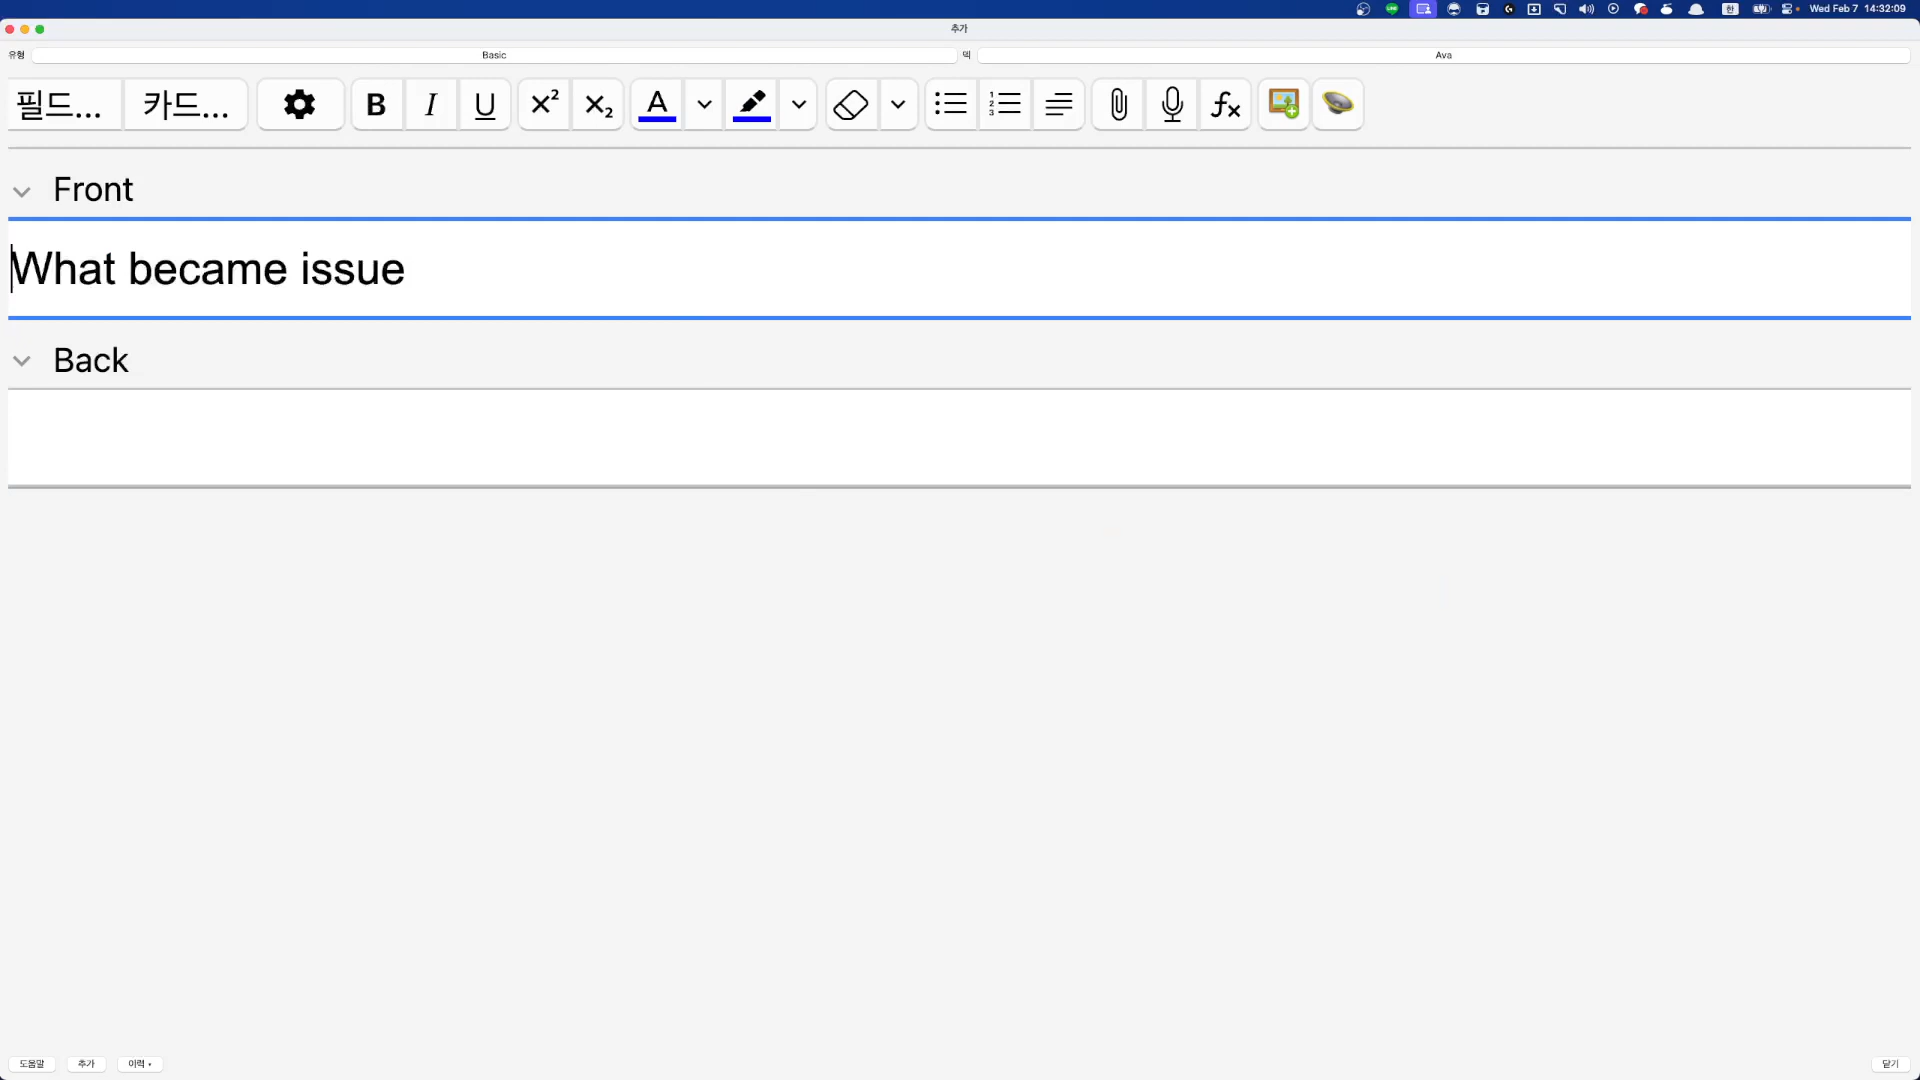 Wed Feb 7 14:32:09
추가
유형 Basic 덱 Ava
필드... 카드... B I U x² x₂ A fx
Front
What became issue
Back
도움말 추가 이력 닫기